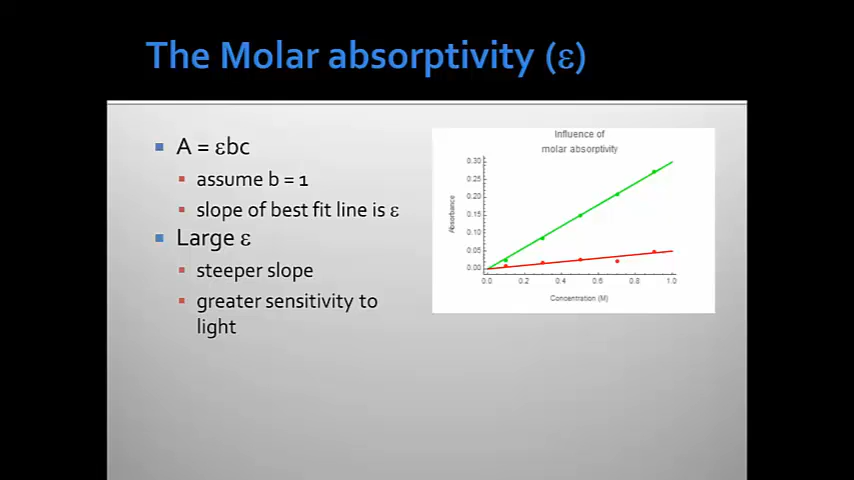 The Molar absorptivity (ε)
A = εbc
assume b = 1
slope of best fit line is ε
Large ε
steeper slope
greater sensitivity to
light
Influence of
molar absorptivity
Absorbance
0.30
0.25
0.20
0.15
0.10
0.05
0.00
0.0 0.2 0.4 0.6 0.8 1.0
Concentration (M)